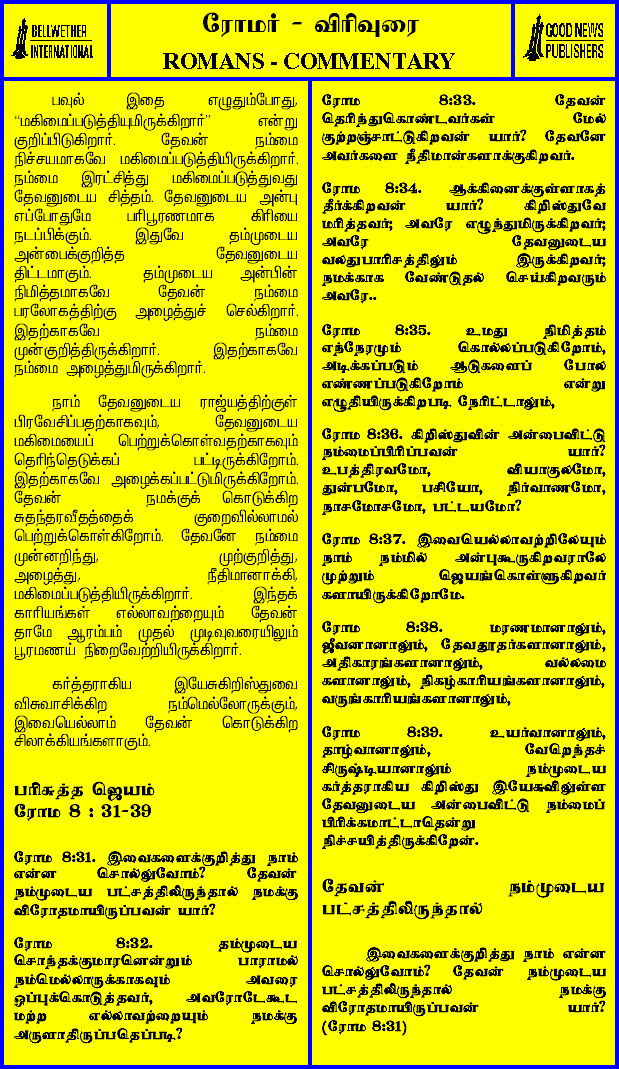 BELLWETHER
INTERNATIONAL
ரோமர் - விரிவுரை
ROMANS - COMMENTARY
GOOD NEWS
PUBLISHERS
பவுல் இதை எழுதும்போது,
“மகிமைப்படுத்தியுமிருக்கிறார்” என்று
குறிப்பிடுகிறார். தேவன் நம்மை
நிச்சயமாகவே மகிமைப்படுத்தியிருக்கிறார்.
நம்மை இரட்சித்து மகிமைப்படுத்துவது
தேவனுடைய சித்தம். தேவனுடைய அன்பு
எப்போதுமே பரிபூரணமாக கிரியை
நடப்பிக்கும். இதுவே தம்முடைய
அன்பைக்குறித்த தேவனுடைய
திட்டமாகும். தம்முடைய அன்பின்
நிமித்தமாகவே தேவன் நம்மை
பரலோகத்திற்கு அழைத்துச் செல்கிறார்.
இதற்காகவே நம்மை
முன்குறித்திருக்கிறார். இதற்காகவே
நம்மை அழைத்துமிருக்கிறார்.
நாம் தேவனுடைய ராஜ்யத்திற்குள்
பிரவேசிப்பதற்காகவும், தேவனுடைய
மகிமையைப் பெற்றுக்கொள்வதற்காகவும்
தெரிந்தெடுக்கப் பட்டிருக்கிறோம்.
இதற்காகவே அழைக்கப்பட்டுமிருக்கிறோம்.
தேவன் நமக்குக் கொடுக்கிற
சுதந்தரவீதத்தைக் குறைவில்லாமல்
பெற்றுக்கொள்கிறோம். தேவனே நம்மை
முன்னறிந்து, முற்குறித்து,
அழைத்து, நீதிமானாக்கி,
மகிமைப்படுத்தியிருக்கிறார். இந்தக்
காரியங்கள் எல்லாவற்றையும் தேவன்
தாமே ஆரம்பம் முதல் முடிவுவரையிலும்
பூரமணய் நிறைவேற்றியிருக்கிறார்.
கர்த்தராகிய இயேசுகிறிஸ்துவை
விசுவாசிக்கிற நம்மெல்லோருக்கும்,
இவையெல்லாம் தேவன் கொடுக்கிற
சிலாக்கியங்களாகும்.
பரிசுத்த ஜெயம்
ரோம 8 : 31-39
ரோம 8:31. இவைகளைக்குறித்து நாம்
என்ன சொல்லுவோம்? தேவன்
நம்முடைய பட்சத்திலிருந்தால் நமக்கு
விரோதமாயிருப்பவன் யார்?
ரோம 8:32. தம்முடைய
சொந்தக்குமாரனென்றும் பாராமல்
நம்மெல்லாருக்காகவும் அவரை
ஒப்புக்கொடுத்தவர், அவரோடேகூட
மற்ற எல்லாவற்றையும் நமக்கு
அருளாதிருப்பதெப்படி?
ரோம 8:33. தேவன்
தெரிந்துகொண்டவர்கள் மேல்
குற்றஞ்சாட்டுகிறவன் யார்? தேவனே
அவர்களை நீதிமான்களாக்குகிறவர்.
ரோம 8:34. ஆக்கினைக்குள்ளாகத்
தீர்க்கிறவன் யார்? கிறிஸ்துவே
மரித்தவர்; அவரே எழுந்துமிருக்கிறவர்;
அவரே தேவனுடைய
வலதுபாரிசத்திலும் இருக்கிறவர்;
நமக்காக வேண்டுதல் செய்கிறவரும்
அவரே..
ரோம 8:35. உமது நிமித்தம்
எந்நேரமும் கொல்லப்படுகிறோம்,
அடிக்கப்படும் ஆடுகளைப் போல
எண்ணப்படுகிறோம் என்று
எழுதியிருக்கிறபடி நேரிட்டாலும்,
ரோம 8:36. கிறிஸ்துவின் அன்பைவிட்டு
நம்மைப்பிரிப்பவன் யார்?
உபத்திரவமோ, வியாகுலமோ,
துன்பமோ, பசியோ, நிர்வாணமோ,
நாசமோசமோ, பட்டயமோ?
ரோம 8:37. இவையெல்லாவற்றிலேயும்
நாம் நம்மில் அன்புகூருகிறவராலே
முற்றும் ஜெயங்கொள்ளுகிறவர்
களாயிருக்கிறோமே.
ரோம 8:38. மரணமானாலும்,
ஜீவனானாலும், தேவதூதர்களானாலும்,
அதிகாரங்களானாலும், வல்லமை
களானாலும், நிகழ்காரியங்களானாலும்,
வருங்காரியங்களானாலும்,
ரோம 8:39. உயர்வானாலும்,
தாழ்வானாலும், வேறெந்தச்
சிருஷ்டியானாலும் நம்முடைய
கர்த்தராகிய கிறிஸ்து இயேசுவிலுள்ள
தேவனுடைய அன்பைவிட்டு நம்மைப்
பிரிக்கமாட்டாதென்று
நிச்சயித்திருக்கிறேன்.
தேவன் நம்முடைய
பட்சத்திலிருந்தால்
இவைகளைக்குறித்து நாம் என்ன
சொல்லுவோம்? தேவன் நம்முடைய
பட்சத்திலிருந்தால் நமக்கு
விரோதமாயிருப்பவன் யார்?
(ரோம 8:31)